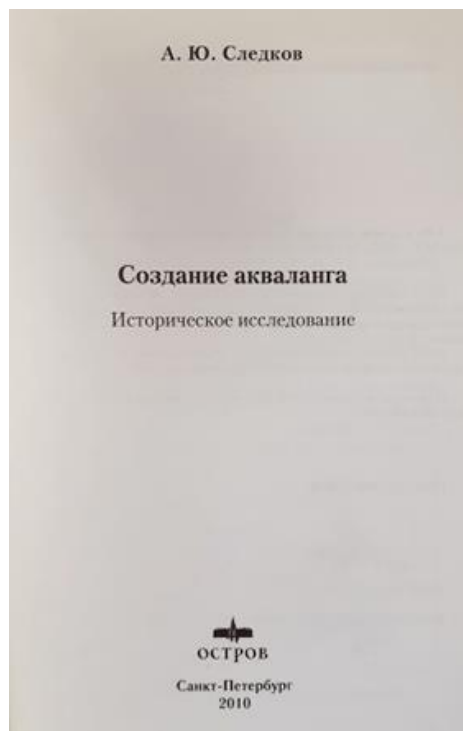 А. Ю. Следков
Создание акваланга
Историческое исследование
ОСТРОВ
Санкт-Петербург
2010